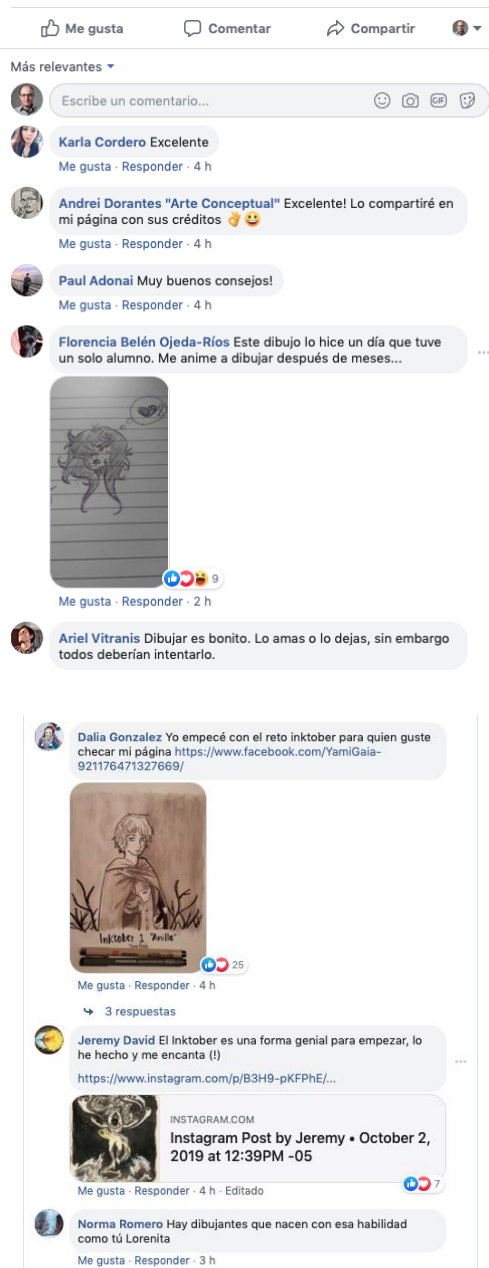 Me gusta Comentar Compartir
Más relevantes
Escribe un comentario... GIF
Karla Cordero Excelente
Me gusta · Responder · 4 h
Andrei Dorantes "Arte Conceptual" Excelente! Lo compartiré en
mi página con sus créditos 👌😀
Me gusta · Responder · 4 h
Paul Adonai Muy buenos consejos!
Me gusta · Responder · 4 h
Florencia Belén Ojeda-Ríos Este dibujo lo hice un día que tuve
un solo alumno. Me anime a dibujar después de meses...
9
Me gusta · Responder · 2 h
Ariel Vitranis Dibujar es bonito. Lo amas o lo dejas, sin embargo
todos deberían intentarlo.
Dalia Gonzalez Yo empecé con el reto inktober para quien guste
checar mi página https://www.facebook.com/YamiGaia-
921176471327669/
Inktober 1 "Anillo"
25
Me gusta · Responder · 4 h
3 respuestas
Jeremy David El Inktober es una forma genial para empezar, lo
he hecho y me encanta (!)
https://www.instagram.com/p/B3H9-pKFPhE/...
INSTAGRAM.COM
Instagram Post by Jeremy • October 2,
2019 at 12:39PM -05
7
Me gusta · Responder · 4 h · Editado
Norma Romero Hay dibujantes que nacen con esa habilidad
como tú Lorenita
Me gusta · Responder · 3 h